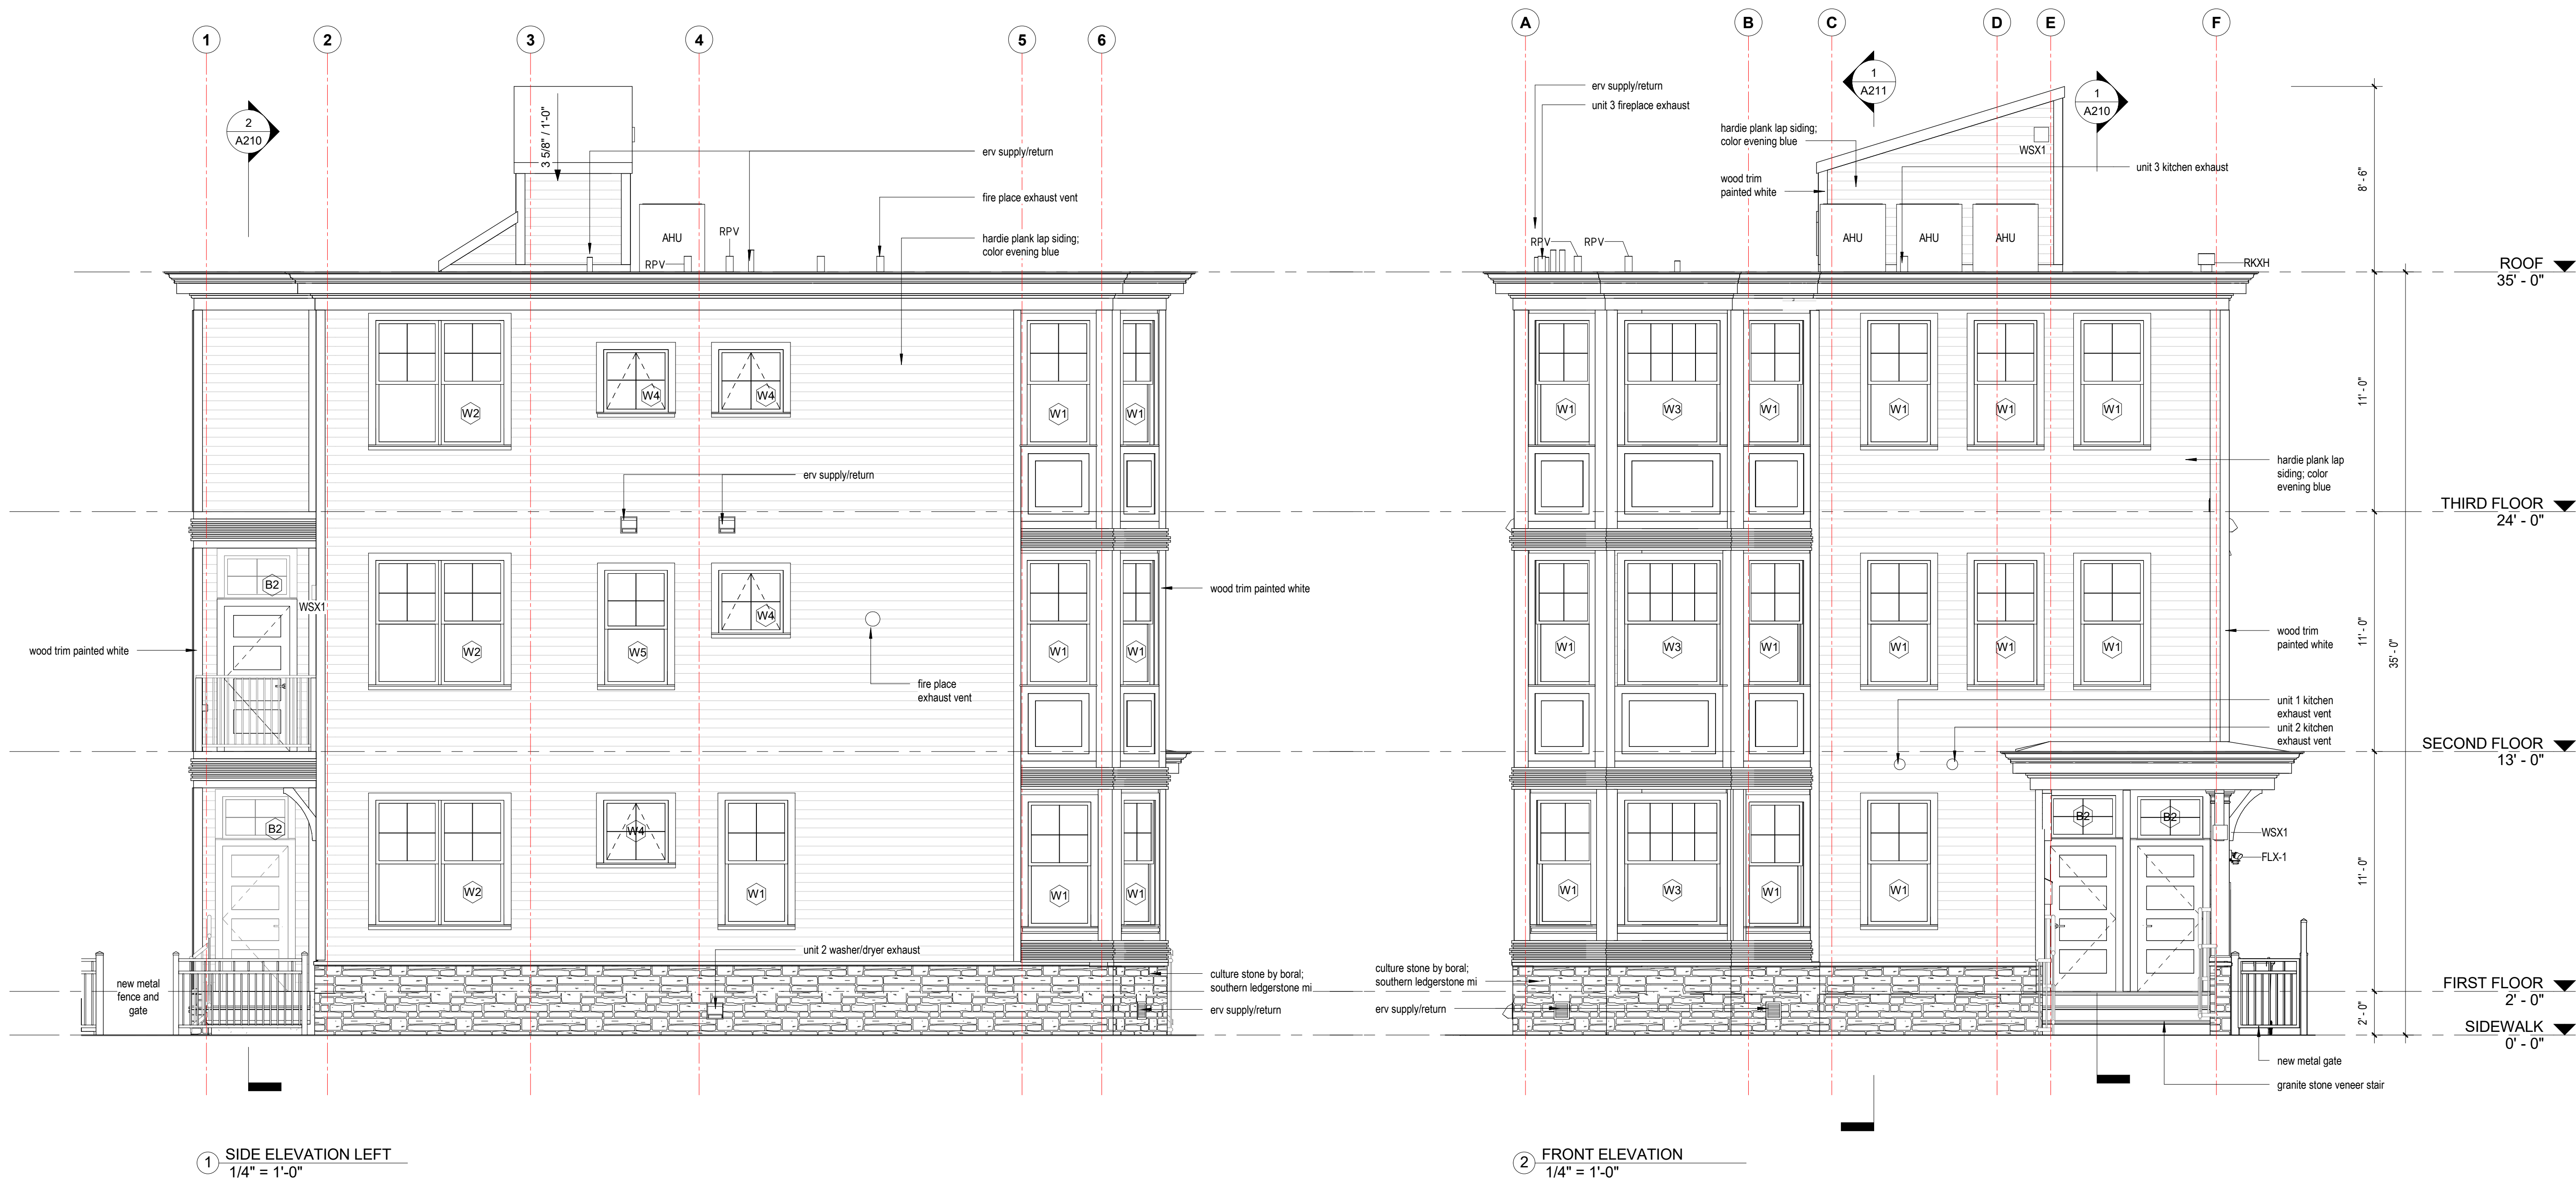 1
2
3
4
5
6
2
A210
3 5/8" / 1'-0"
erv supply/return
fire place exhaust vent
AHU
RPV
RPV
hardie plank lap siding;
color evening blue
W2
W4
W4
W1
W1
erv supply/return
B2
WSX1
W2
W5
W4
W1
W1
wood trim painted white
wood trim painted white
fire place
exhaust vent
B2
W2
W4
W1
W1
W1
unit 2 washer/dryer exhaust
new metal
fence and
gate
culture stone by boral;
southern ledgerstone mi
erv supply/return
1
SIDE ELEVATION LEFT
1/4" = 1'-0"
A
B
C
D
E
F
erv supply/return
unit 3 fireplace exhaust
1
A211
1
A210
hardie plank lap siding;
color evening blue
WSX1
unit 3 kitchen exhaust
wood trim
painted white
8' - 6"
RPV
RPV
AHU
AHU
AHU
RKXH
ROOF
35' - 0"
W1
W3
W1
W1
W1
W1
11' - 0"
hardie plank lap
siding; color
evening blue
THIRD FLOOR
24' - 0"
W1
W3
W1
W1
W1
W1
11' - 0"
35' - 0"
wood trim
painted white
unit 1 kitchen
exhaust vent
unit 2 kitchen
exhaust vent
SECOND FLOOR
13' - 0"
B2
B2
WSX1
FLX-1
W1
W3
W1
W1
11' - 0"
culture stone by boral;
southern ledgerstone mi
erv supply/return
FIRST FLOOR
2' - 0"
2' - 0"
SIDEWALK
0' - 0"
new metal gate
granite stone veneer stair
2
FRONT ELEVATION
1/4" = 1'-0"